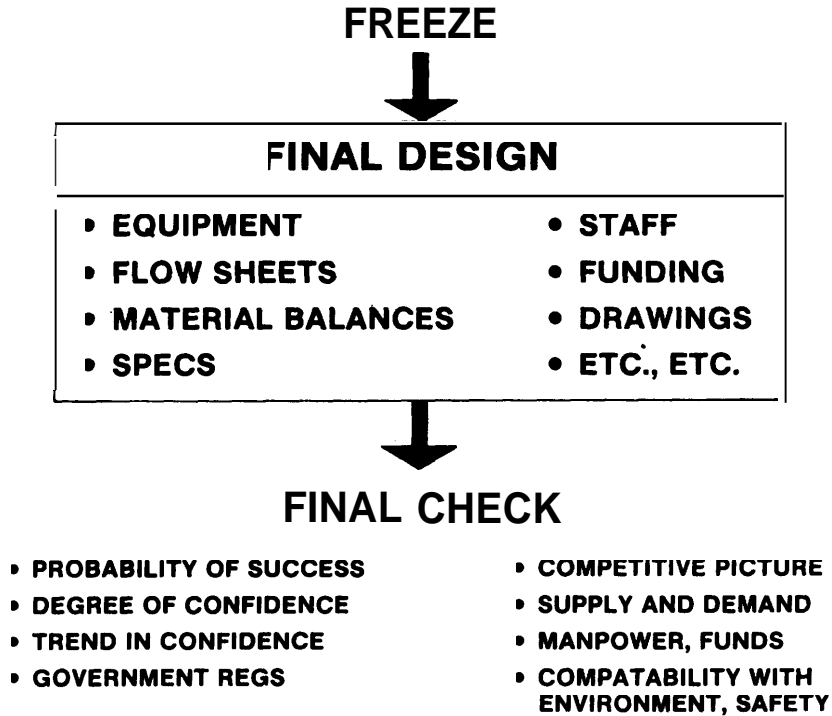 FREEZE
FINAL DESIGN
• EQUIPMENT
• FLOW SHEETS
• MATERIAL BALANCES
• SPECS
• STAFF
• FUNDING
• DRAWINGS
• ETC., ETC.
FINAL CHECK
• PROBABILITY OF SUCCESS
• DEGREE OF CONFIDENCE
• TREND IN CONFIDENCE
• GOVERNMENT REGS
• COMPETITIVE PICTURE
• SUPPLY AND DEMAND
• MANPOWER, FUNDS
• COMPATABILITY WITH
ENVIRONMENT, SAFETY